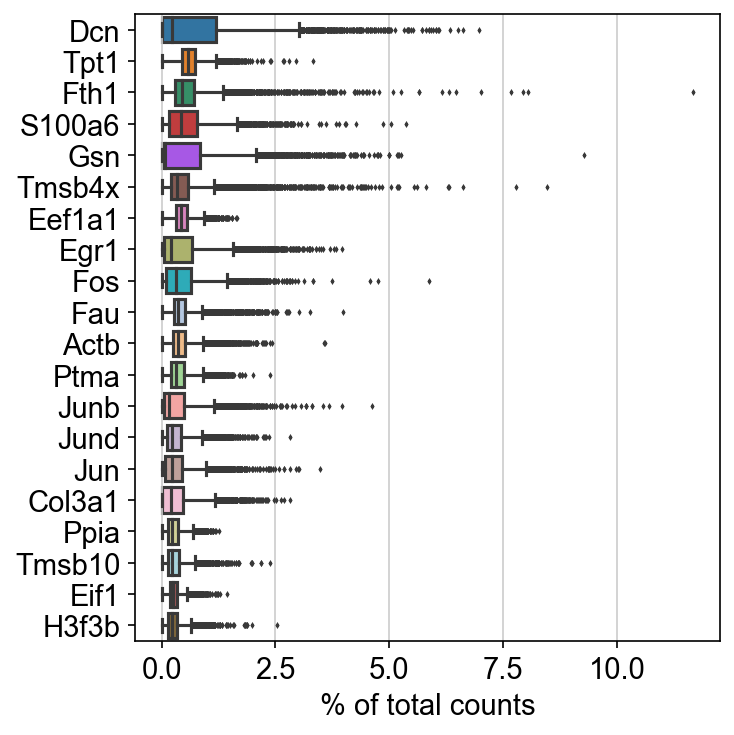 Dcn
Tpt1
Fth1
S100a6
Gsn
Tmsb4x
Eef1a1
Egr1
Fos
Fau
Actb
Ptma
Junb
Jund
Jun
Col3a1
Ppia
Tmsb10
Eif1
H3f3b
0.0 2.5 5.0 7.5 10.0
% of total counts